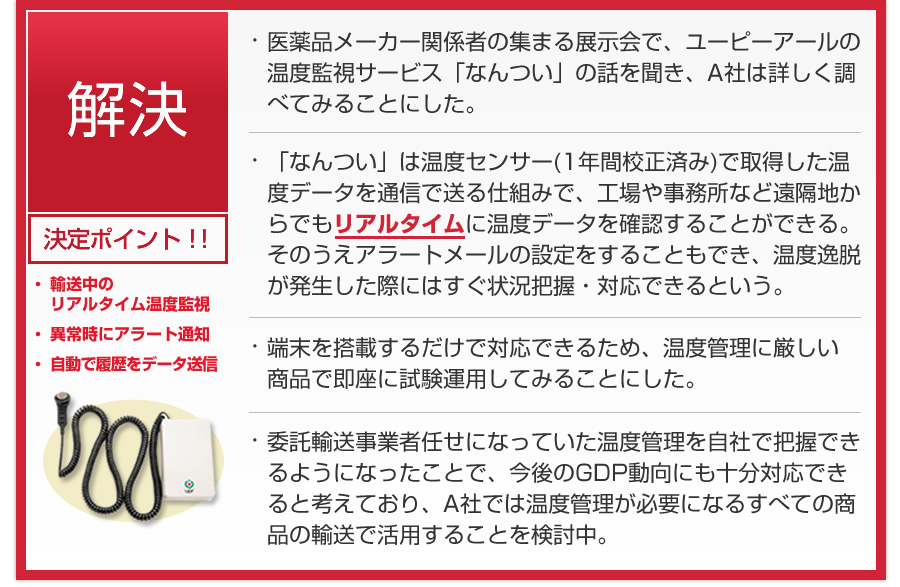 解決
決定ポイント!!
・輸送中の
リアルタイム温度監視
・異常時にアラート通知
・自動で履歴をデータ送信
・医薬品メーカー関係者の集まる展示会で、ユーピーアールの
温度監視サービス「なんつい」の話を聞き、A社は詳しく調
べてみることにした。
・「なんつい」は温度センサー(1年間校正済み)で取得した温
度データを通信で送る仕組みで、工場や事務所など遠隔地か
らでもリアルタイムに温度データを確認することができる。
そのうえアラートメールの設定をすることもでき、温度逸脱
が発生した際にはすぐ状況把握・対応できるという。
・端末を搭載するだけで対応できるため、温度管理に厳しい
商品で即座に試験運用してみることにした。
・委託輸送事業者任せになっていた温度管理を自社で把握でき
るようになったことで、今後のGDP動向にも十分対応でき
ると考えており、A社では温度管理が必要になるすべての商
品の輸送で活用することを検討中。